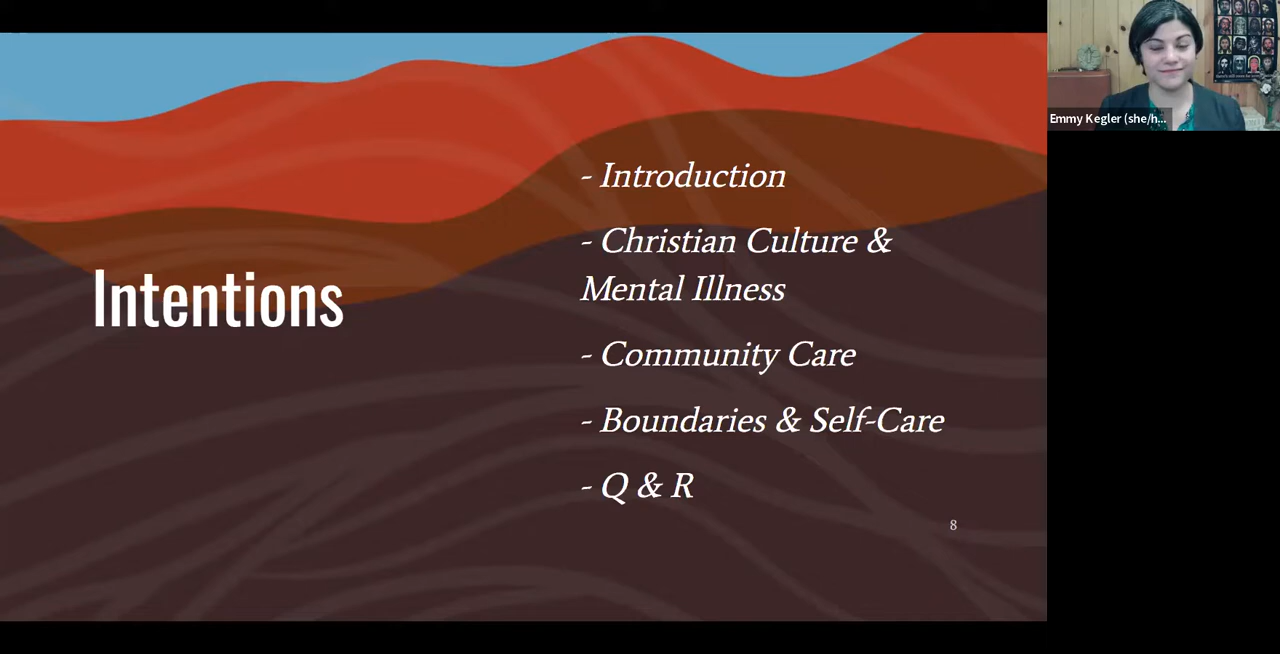 Emmy Kegler (she/h...
Intentions
- Introduction
- Christian Culture &
Mental Illness
- Community Care
- Boundaries & Self-Care
- Q & R
8